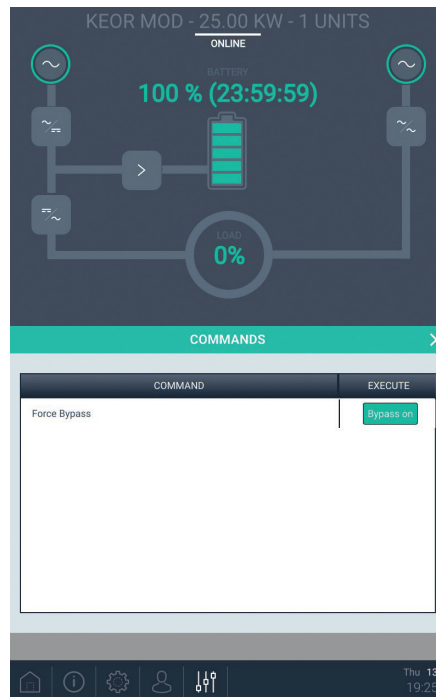 KEOR MOD - 25.00 KW - 1 UNITS
ONLINE
BATTERY
100 % (23:59:59)
LOAD
0%
COMMANDS
COMMAND EXECUTE
Force Bypass Bypass on
Thu 13
19:25